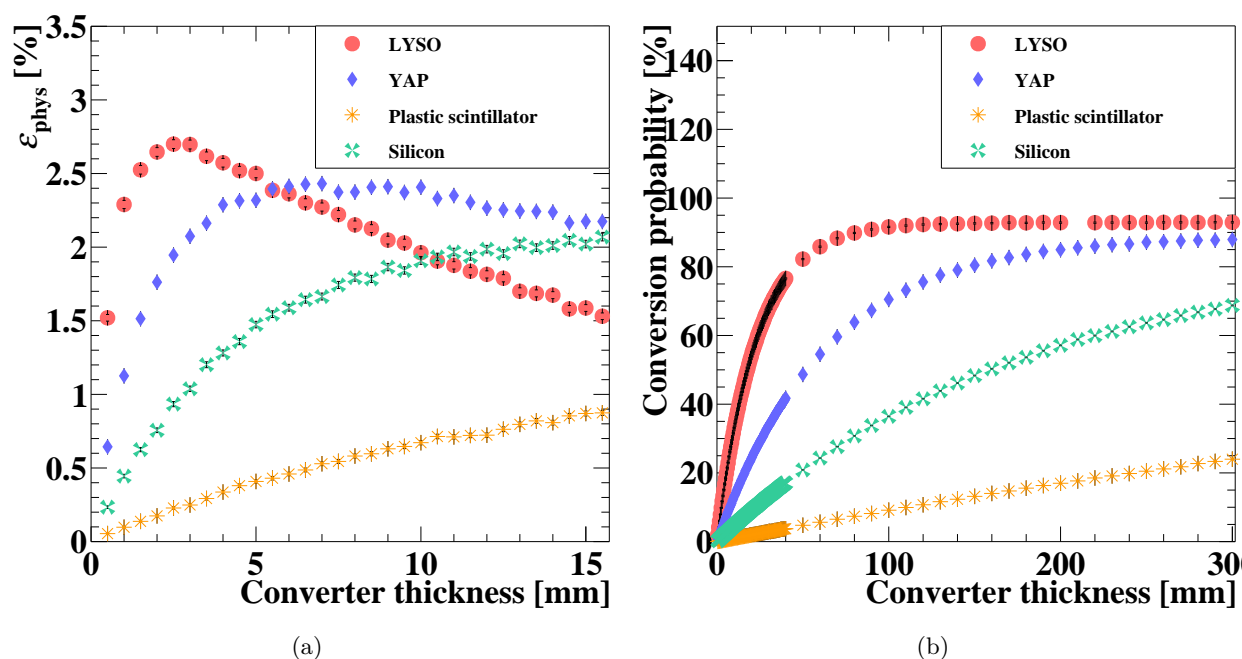 3.5
3
2.5
2
1.5
1
0.5
0
ε_phys [%]
LYSO
YAP
Plastic scintillator
Silicon
0 5 10 15
Converter thickness [mm]
(a)
140
120
100
80
60
40
20
0
Conversion probability [%]
LYSO
YAP
Plastic scintillator
Silicon
0 100 200 300
Converter thickness [mm]
(b)